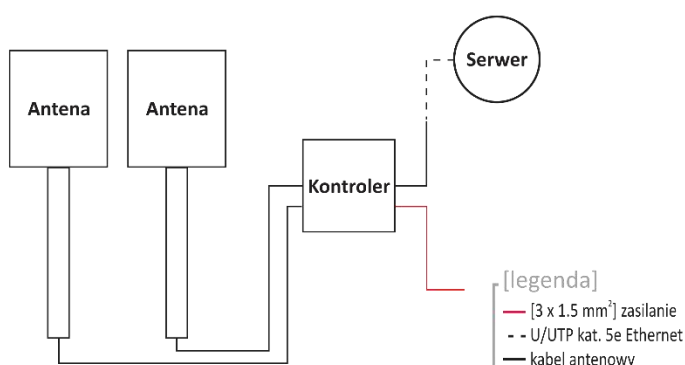 Serwer
Antena
Antena
Kontroler
[legenda]
[3 x 1.5 mm²] zasilanie
U/UTP kat. 5e Ethernet
kabel antenowy